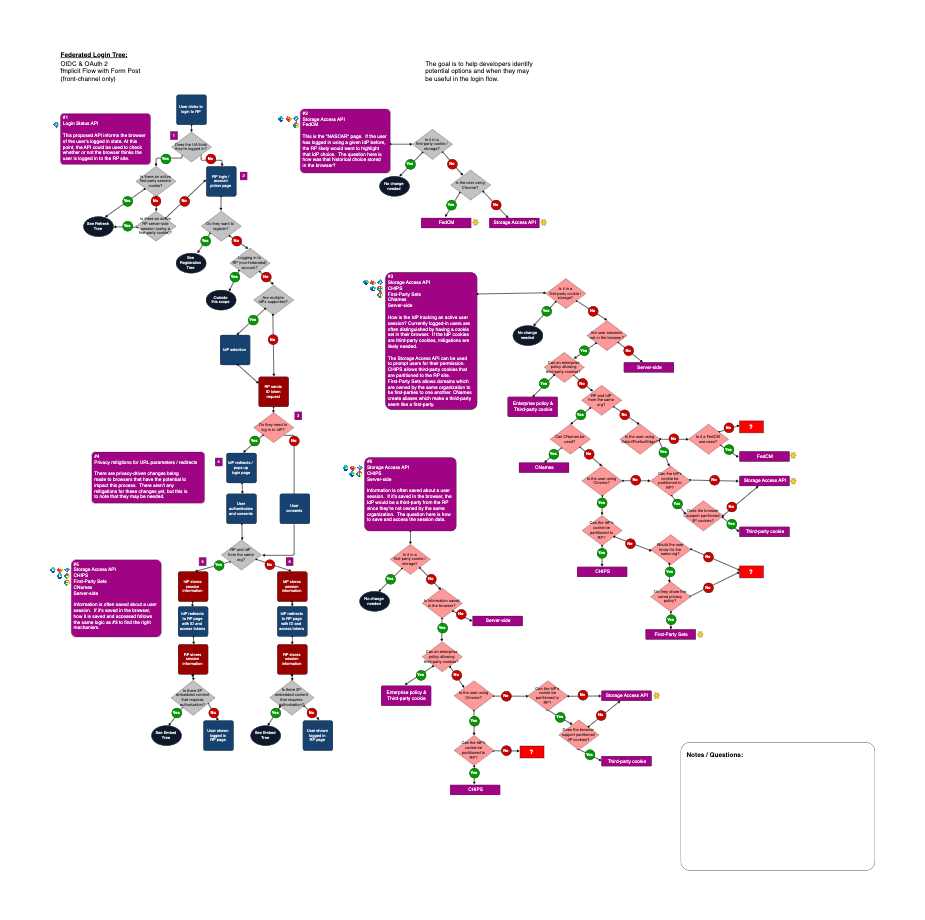 Federated Login Tree:
OIDC & OAuth 2
Implicit Flow with Form Post
(front-channel only)
The goal is to help developers identify
potential options and when they may
be useful in the login flow.
User clicks to
login to RP
#1
Login Status API
This proposed API informs the browser
of the user's logged in state. At this
point, the API could be used to check
whether or not the browser thinks the
user is logged in to the RP site.
1
Does the UA think
they're logged in?
Yes
No
Is there an active
first-party session
cookie?
RP login /
account
picker page
2
Yes
No
No
See Refresh
Tree
Yes
Is there an active
RP server-side
session (using a
first-party cookie)?
Do they want to
register?
Yes
No
See
Registration
Tree
Logging in to
RP (non-federated
account)?
Yes
No
Outside
this scope
Are multiple
IdPs supported?
Yes
No
IdP selection
RP sends
ID token
request
3
Do they need to
log in to IdP?
Yes
No
#4
Privacy mitigtions for URL parameters / redirects
There are privacy-driven changes being
made to browsers that have the potential to
impact this process.  There aren't any
mitigations for these changes yet, but this is
to note that they may be needed.
4
IdP redirects /
pops up
login page
User
authenticates
and consents
User
consents
RP and IdP
from the same
org?
Yes
No
5
6
#5
Storage Access API
CHIPS
First-Party Sets
CNames
Server-side
Information is often saved about a user
session.  If it's saved in the browser,
how it is saved and accessed follows
the same logic as #3 to find the right
mechanism.
IdP stores
session
information
IdP stores
session
information
IdP redirects
to RP page
with ID and
access tokens
IdP redirects
to RP page
with ID and
access tokens
RP stores
session
information
RP stores
session
information
Is there 3P
embedded content
that requires
authorization?
Is there 3P
embedded content
that requires
authorization?
Yes
No
Yes
No
See Embed
Tree
User shown
logged in
RP page
See Embed
Tree
User shown
logged in
RP page
#2
Storage Access API
FedCM
This is the "NASCAR" page.  If the user
has logged in using a given IdP before,
the RP likely would want to highlight
that IdP choice.  The question here is
how was that historical choice stored
in the browser?
Is it in a
first-party cookie /
storage?
Yes
No
No change
needed
Is the user using
Chrome?
Yes
No
FedCM
Storage Access API
#3
Storage Access API
CHIPS
First-Party Sets
CNames
Server-side
How is the IdP tracking an active user
session? Currently logged-in users are
often distinguished by having a cookie
set in their browser.  If the IdP cookies
are third-party cookies, mitigations are
likely needed.
The Storage Access API can be used
to prompt users for their permission.
CHIPS allows third-party cookies that
are partitioned to the RP site.
First-Party Sets allows domains which
are owned by the same organization to
be first-parties to one another. CNames
create aliases which make a third-party
seem like a first-party.
Is it in a
first-party cookie /
storage?
Yes
No
No change
needed
Are user sessions
set in the browser?
Yes
No
Server-side
Can an enterprise
policy allowing
third-party cookies?
Yes
No
Enterprise policy &
Third-party cookie
RP and IdP
from the same
org?
Yes
No
Can CNames be
used?
Is the user using
Safari/Firefox/Edge?
Is it a FedCM
use case?
No
?
Yes
FedCM
Yes
No
CNames
Yes
No
Is the user using
Chrome?
No
Can the IdP's
cookie be
partitioned to
RP?
No
Storage Access API
Yes
Yes
Does the browser
support partitioned
3P cookies?
No
Yes
Third-party cookie
Can the IdP's
cookie be
partitioned to
RP?
No
Would the user
know it's the same
org?
No
Yes
Yes
CHIPS
Do they share the
same privacy
policy?
No
?
Yes
First-Party Sets
#6
Storage Access API
CHIPS
Server-side
Information is often saved about a user
session.  If it's saved in the browser, the
IdP would be a third-party from the RP
since they're not owned by the same
organization.  The question here is how
to save and access the session data.
Is it in a
first-party cookie /
storage?
Yes
No
No change
needed
Is information saved
in the browser?
Yes
No
Server-side
Can an enterprise
policy allowing
third-party cookies?
Yes
No
Enterprise policy &
Third-party cookie
Is the user using
Chrome?
No
Can the IdP's
cookie be
partitioned to
RP?
No
Storage Access API
Yes
Yes
Does the browser
support partitioned
3P cookies?
No
Yes
Third-party cookie
Can the IdP's
cookie be
partitioned to
RP?
No
?
Yes
CHIPS
Notes / Questions: